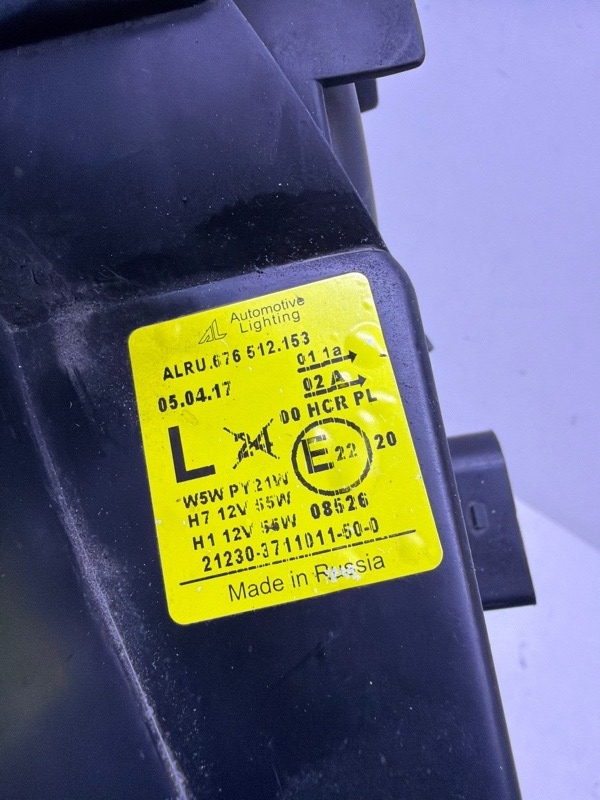 AL Automotive Lighting
ALRU.676 512.153
01 1a
05.04.17
02 A
00 HCR PL
L
E 22 20
W5W PY21W
H7 12V 55W
H1 12V 55W 08526
21230-3711011-50-0
Made in Russia